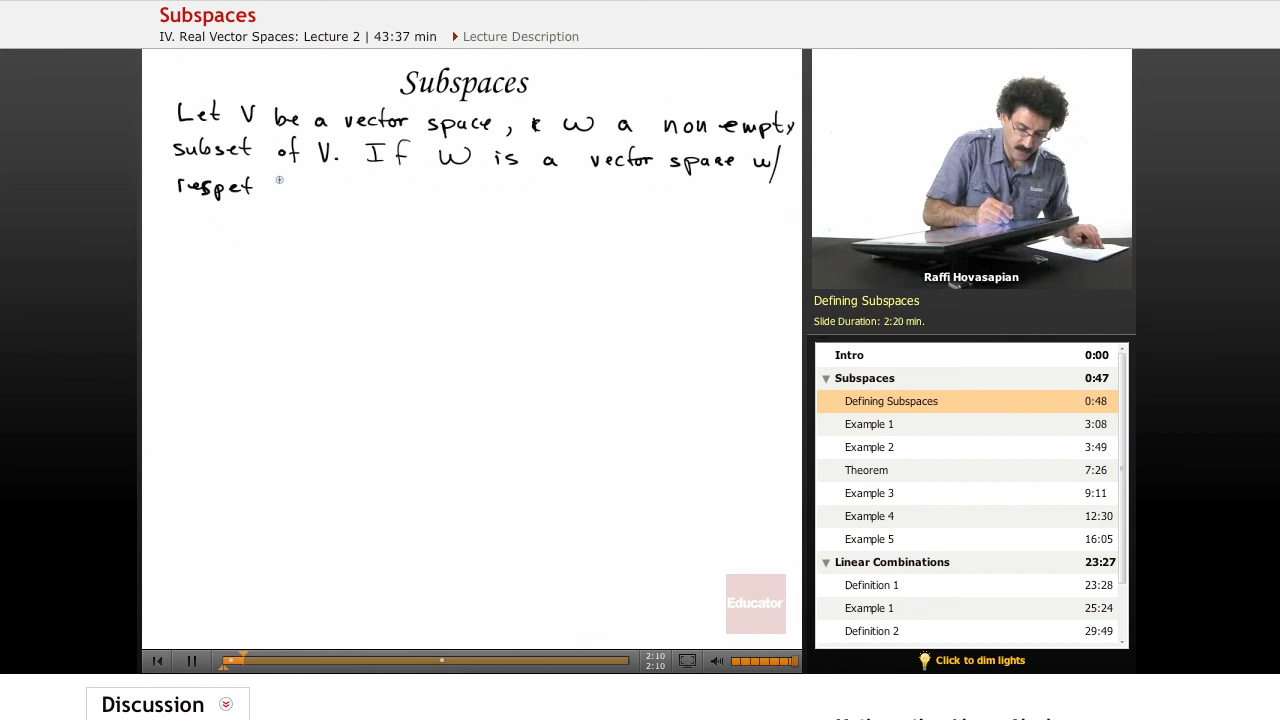 Subspaces
IV. Real Vector Spaces: Lecture 2 | 43:37 min
Lecture Description
Subspaces
Let V be a vector space, & W a non empty
subset of V. If W is a vector space w/
respet
Educator
2:10
2:10
Raffi Hovasapian
Defining Subspaces
Slide Duration: 2:20 min.
Intro 0:00
Subspaces 0:47
Defining Subspaces 0:48
Example 1 3:08
Example 2 3:49
Theorem 7:26
Example 3 9:11
Example 4 12:30
Example 5 16:05
Linear Combinations 23:27
Definition 1 23:28
Example 1 25:24
Definition 2 29:49
Click to dim lights
Discussion